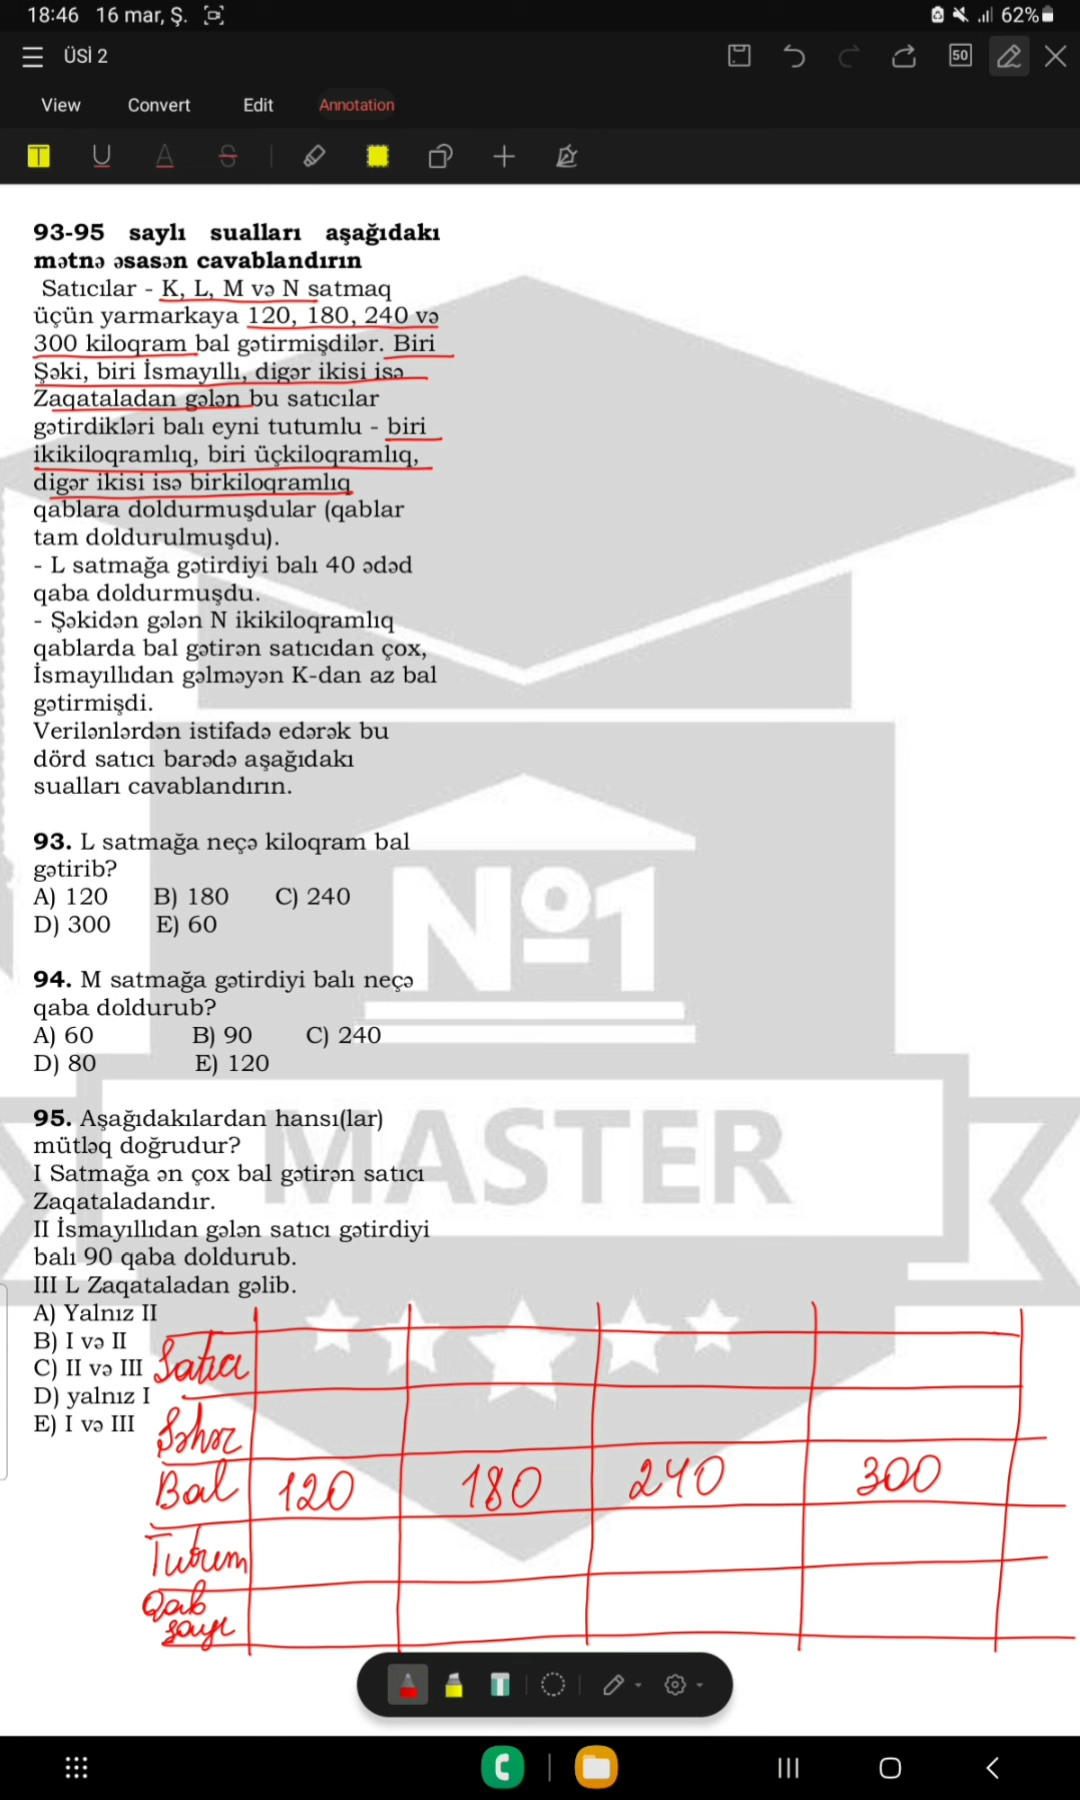 18:46 16 mar, Ş. 62%
ÜSİ 2
50
View Convert Edit Annotation
93-95 saylı sualları aşağıdakı
mətnə əsasən cavablandırın
Satıcılar - K, L, M və N satmaq
üçün yarmarkaya 120, 180, 240 və
300 kiloqram bal gətirmişdilər. Biri
Şəki, biri İsmayıllı, digər ikisi isə
Zaqataladan gələn bu satıcılar
gətirdikləri balı eyni tutumlu - biri
ikikiloqramlıq, biri üçkiloqramlıq,
digər ikisi isə birkiloqramlıq
qablara doldurmuşdular (qablar
tam doldurulmuşdu).
- L satmağa gətirdiyi balı 40 ədəd
qaba doldurmuşdu.
- Şəkidən gələn N ikikiloqramlıq
qablarda bal gətirən satıcıdan çox,
İsmayıllıdan gəlməyən K-dan az bal
gətirmişdi.
Verilənlərdən istifadə edərək bu
dörd satıcı barədə aşağıdakı
sualları cavablandırın.
93. L satmağa neçə kiloqram bal
gətirib?
A) 120 B) 180 C) 240
D) 300 E) 60
94. M satmağa gətirdiyi balı neçə
qaba doldurub?
A) 60 B) 90 C) 240
D) 80 E) 120
95. Aşağıdakılardan hansı(lar)
mütləq doğrudur?
I Satmağa ən çox bal gətirən satıcı
Zaqataladandır.
II İsmayıllıdan gələn satıcı gətirdiyi
balı 90 qaba doldurub.
III L Zaqataladan gəlib.
A) Yalnız II
B) I və II
C) II və III
D) yalnız I
E) I və III
Satıcı
Şəhər
Bal 120 180 240 300
Tutum
Qab
sayı
№1
MASTER